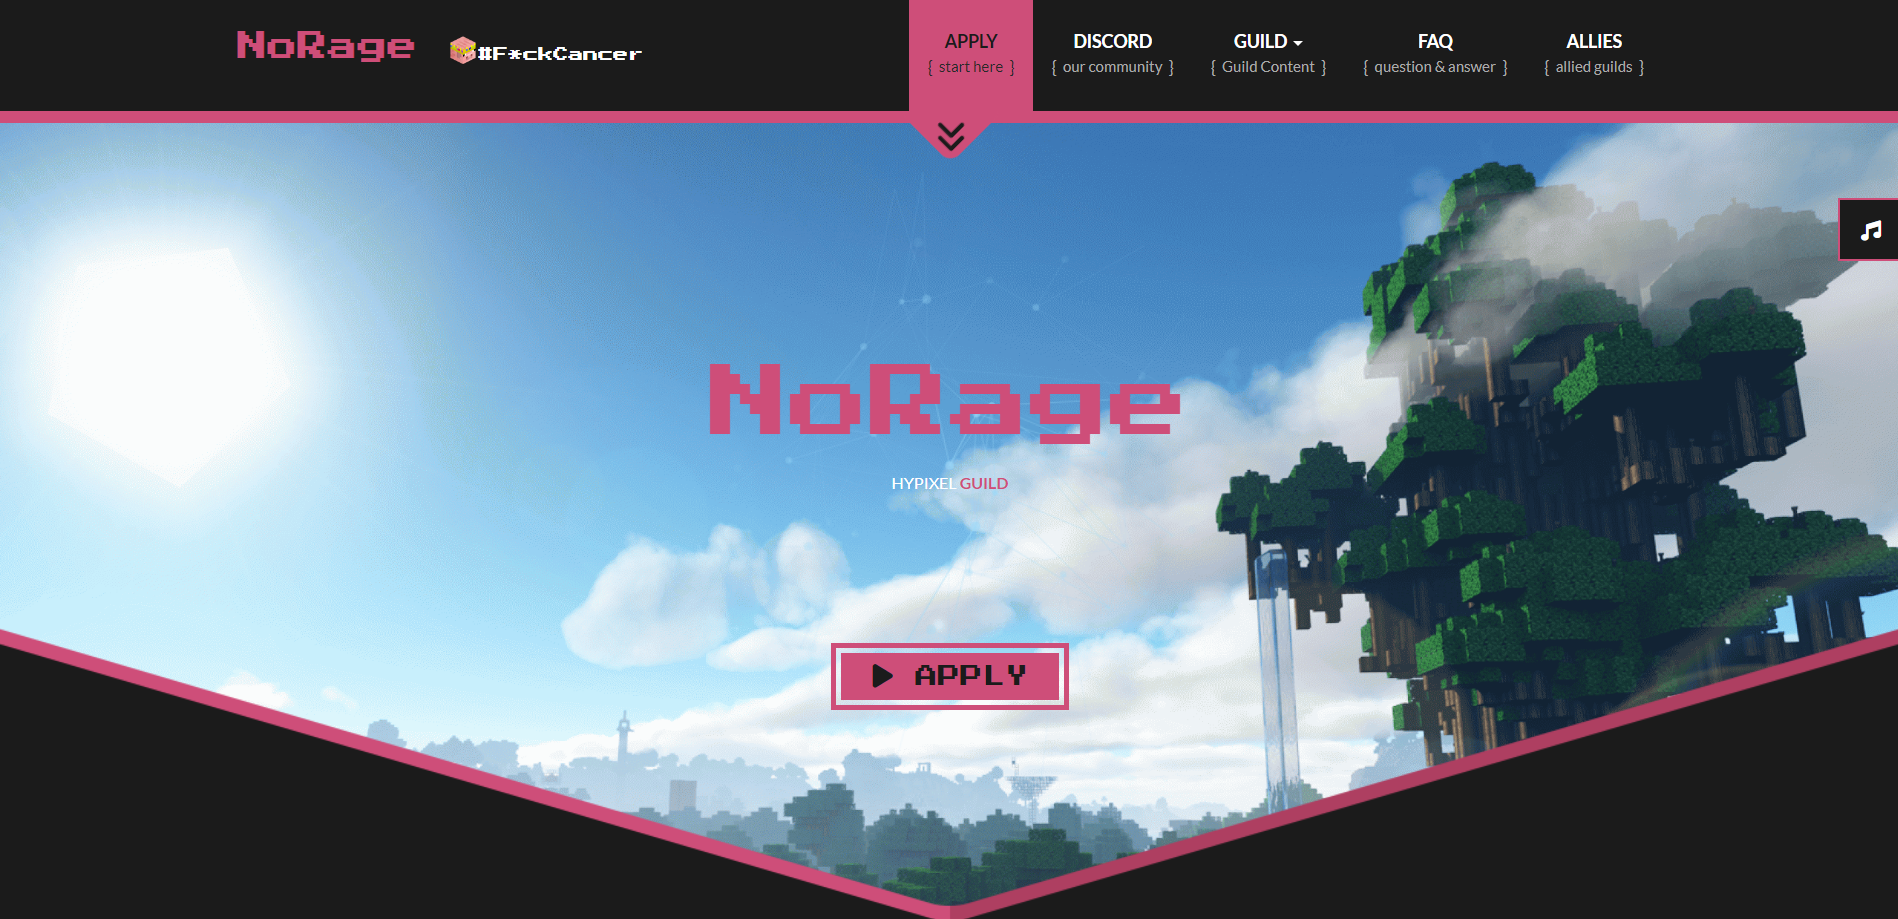 NoRage
#F*ckCancer
APPLY
{ start here }
DISCORD
{ our community }
GUILD
{ Guild Content }
FAQ
{ question & answer }
ALLIES
{ allied guilds }
NoRage
HYPIXEL GUILD
APPLY